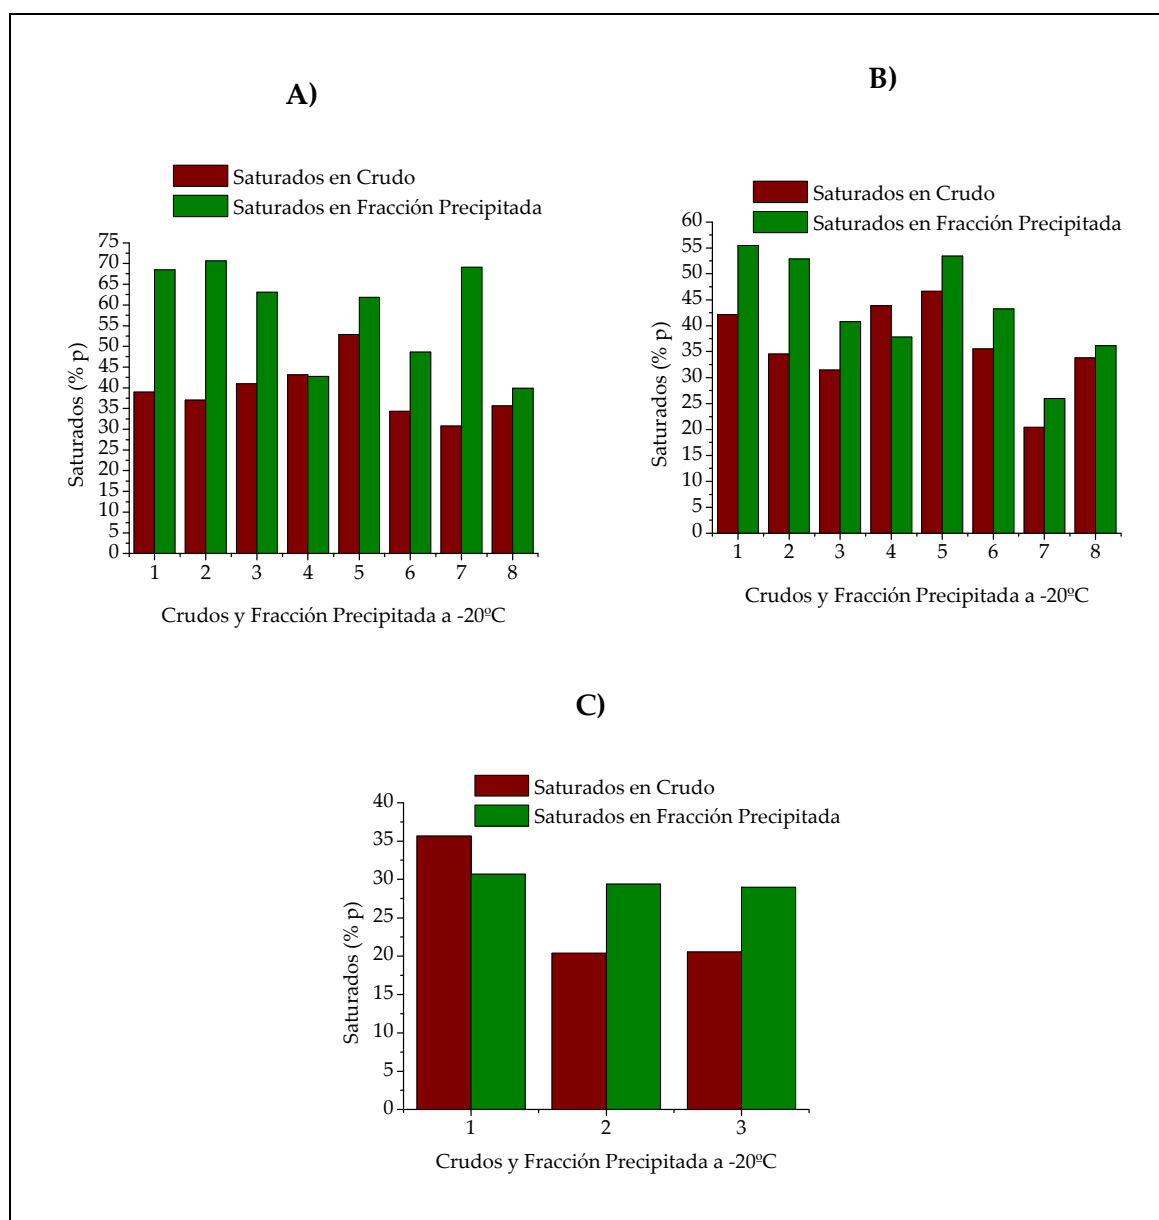 A)
Saturados en Crudo
Saturados en Fracción Precipitada
75
70
65
60
55
50
45
40
35
30
25
20
15
10
5
0
Saturados (% p)
1 2 3 4 5 6 7 8
Crudos y Fracción Precipitada a -20ºC
B)
Saturados en Crudo
Saturados en Fracción Precipitada
60
55
50
45
40
35
30
25
20
15
10
5
0
Saturados (% p)
1 2 3 4 5 6 7 8
Crudos y Fracción Precipitada a -20ºC
C)
Saturados en Crudo
Saturados en Fracción Precipitada
40
35
30
25
20
15
10
5
0
Saturados (% p)
1 2 3
Crudos y Fracción Precipitada a -20ºC